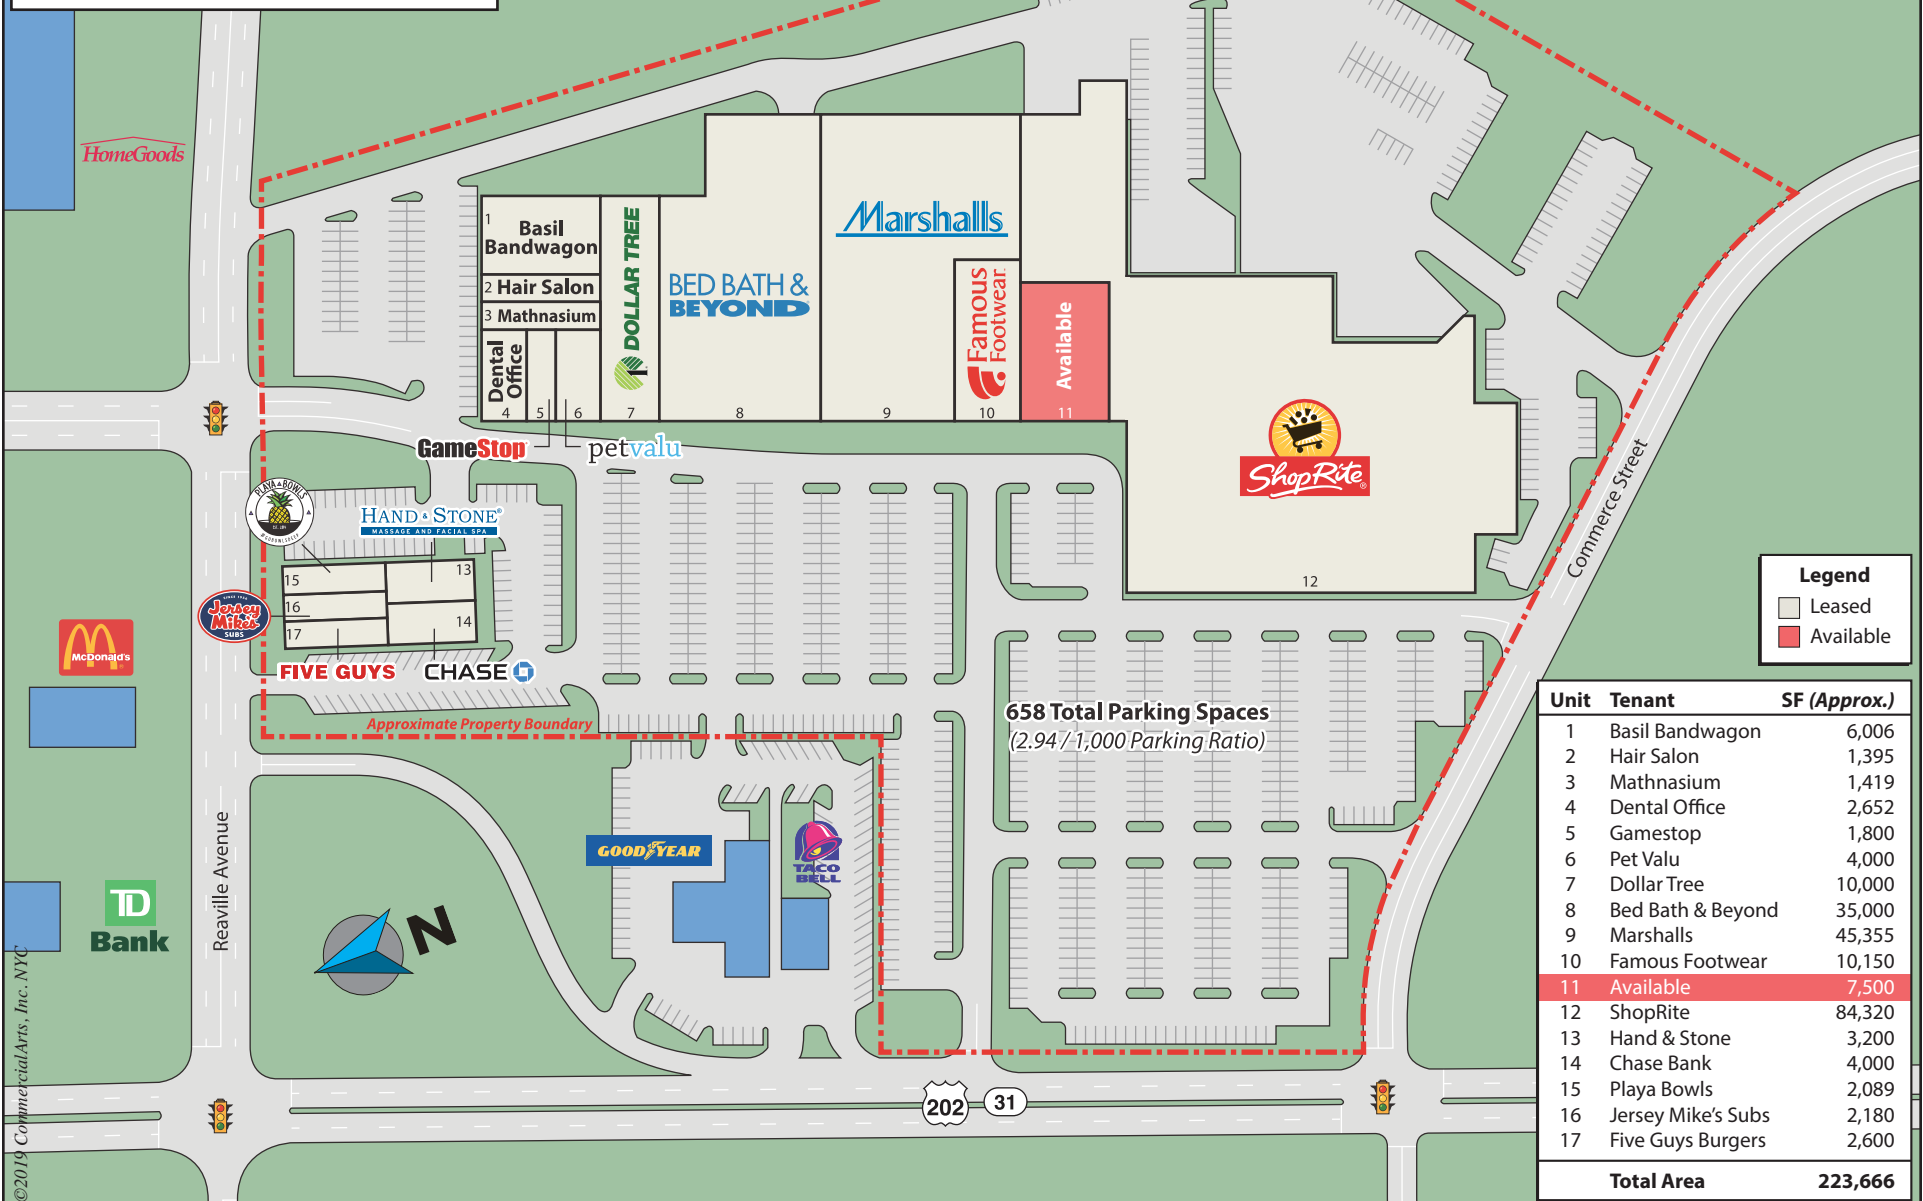 HomeGoods
1
Basil
Bandwagon
2 Hair Salon
3 Mathnasium
Dental
Office
4
5
6
DOLLAR TREE
7
BED BATH &
BEYOND
8
Marshalls
9
Famous
Footwear
10
Available
11
ShopRite
12
GameStop
petvalu
PLAYA BOWLS
HAND & STONE
MASSAGE AND FACIAL SPA
15
13
16
14
17
Jersey
Mike's
SUBS
FIVE GUYS
CHASE
McDonald's
Approximate Property Boundary
658 Total Parking Spaces
(2.94 / 1,000 Parking Ratio)
Commerce Street
Reaville Avenue
GOODYEAR
TACO
BELL
TD
Bank
N
202
31
©2019 CommercialArts, Inc. NYC
Legend
Leased
Available
Unit Tenant SF (Approx.)
1 Basil Bandwagon 6,006
2 Hair Salon 1,395
3 Mathnasium 1,419
4 Dental Office 2,652
5 Gamestop 1,800
6 Pet Valu 4,000
7 Dollar Tree 10,000
8 Bed Bath & Beyond 35,000
9 Marshalls 45,355
10 Famous Footwear 10,150
11 Available 7,500
12 ShopRite 84,320
13 Hand & Stone 3,200
14 Chase Bank 4,000
15 Playa Bowls 2,089
16 Jersey Mike's Subs 2,180
17 Five Guys Burgers 2,600
Total Area 223,666